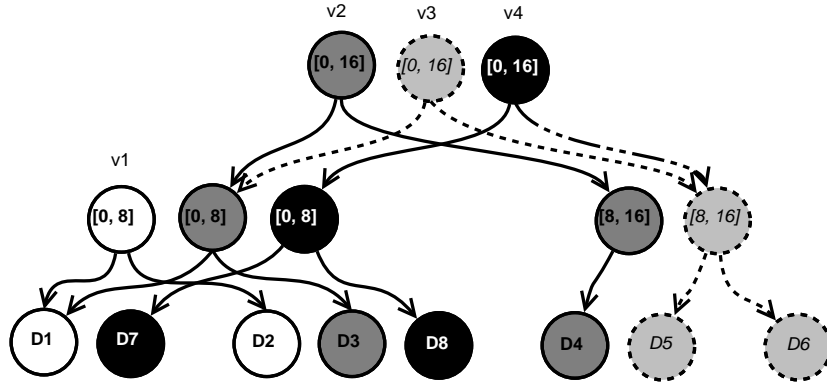 v2 v3 v4
[0, 16] [0, 16] [0, 16]
v1
[0, 8] [0, 8] [0, 8] [8, 16] [8, 16]
D1 D7 D2 D3 D8 D4 D5 D6